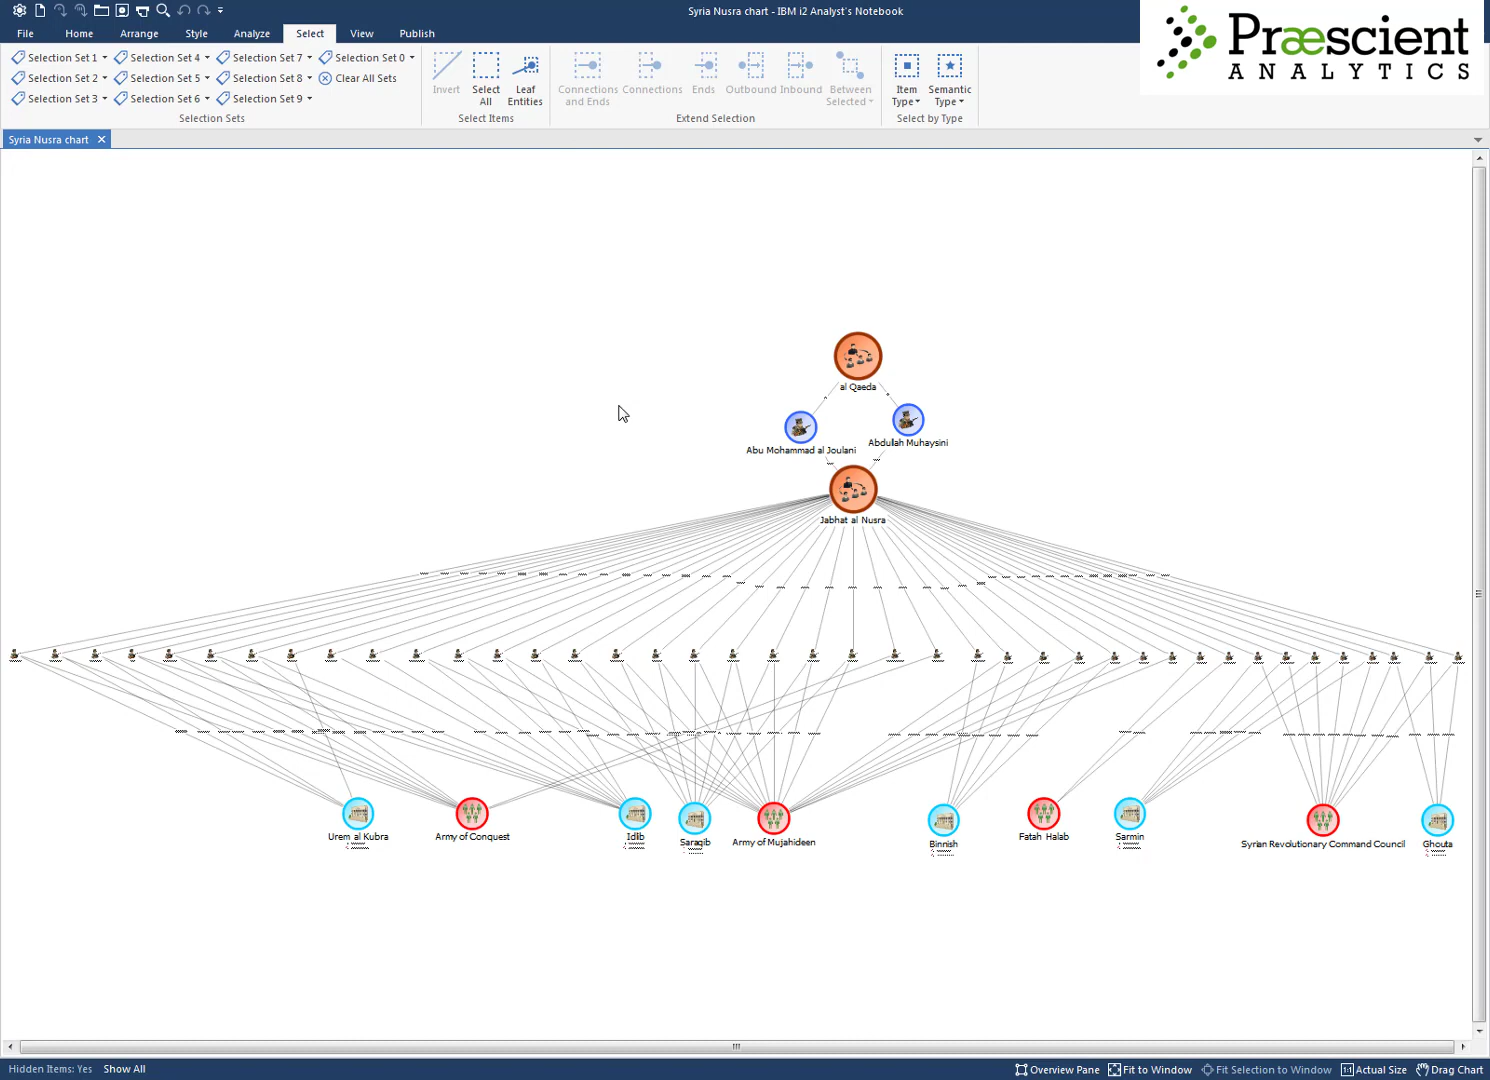 Syria Nusra chart - IBM i2 Analyst's Notebook
Præscient
ANALYTICS
File Home Arrange Style Analyze Select View Publish
Selection Set 1 Selection Set 4 Selection Set 7 Selection Set 0
Selection Set 2 Selection Set 5 Selection Set 8 Clear All Sets
Selection Set 3 Selection Set 6 Selection Set 9
Selection Sets
Invert Select All Leaf Entities
Select Items
Connections and Ends Connections Ends Outbound Inbound Between Selected
Extend Selection
Item Type Semantic Type
Select by Type
Syria Nusra chart
al Qaeda
Abu Mohammad al Joulani
Abdullah Muhaysini
Jabhat al Nusra
Urem al Kubra
Army of Conquest
Idlib
Saraqib
Army of Mujahideen
Binnish
Fatah Halab
Sarmin
Syrian Revolutionary Command Council
Ghouta
Hidden Items: Yes Show All
Overview Pane Fit to Window Fit Selection to Window 1:1 Actual Size Drag Chart